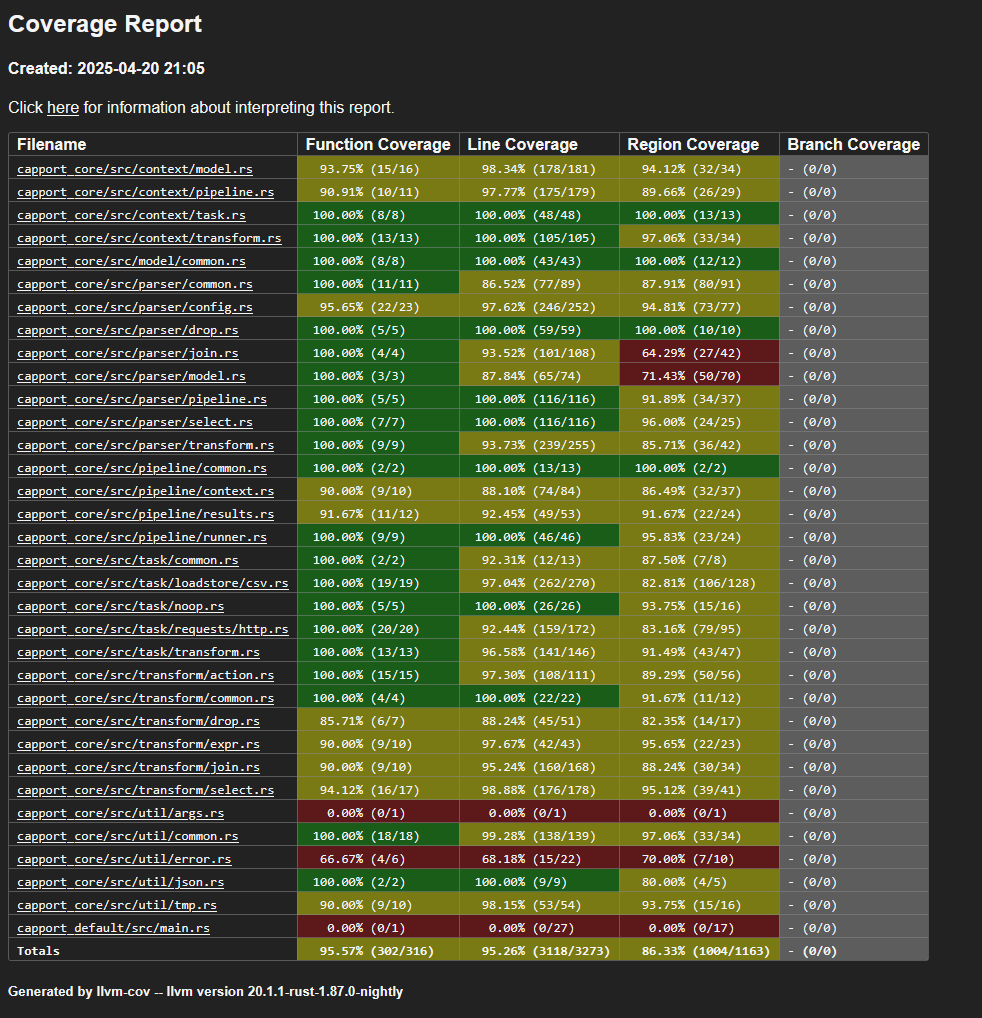 Coverage Report
Created: 2025-04-20 21:05
Click here for information about interpreting this report.
Filename Function Coverage Line Coverage Region Coverage Branch Coverage
capport_core/src/context/model.rs 93.75% (15/16) 98.34% (178/181) 94.12% (32/34) - (0/0)
capport_core/src/context/pipeline.rs 90.91% (10/11) 97.77% (175/179) 89.66% (26/29) - (0/0)
capport_core/src/context/task.rs 100.00% (8/8) 100.00% (48/48) 100.00% (13/13) - (0/0)
capport_core/src/context/transform.rs 100.00% (13/13) 100.00% (105/105) 97.06% (33/34) - (0/0)
capport_core/src/model/common.rs 100.00% (8/8) 100.00% (43/43) 100.00% (12/12) - (0/0)
capport_core/src/parser/common.rs 100.00% (11/11) 86.52% (77/89) 87.91% (80/91) - (0/0)
capport_core/src/parser/config.rs 95.65% (22/23) 97.62% (246/252) 94.81% (73/77) - (0/0)
capport_core/src/parser/drop.rs 100.00% (5/5) 100.00% (59/59) 100.00% (10/10) - (0/0)
capport_core/src/parser/join.rs 100.00% (4/4) 93.52% (101/108) 64.29% (27/42) - (0/0)
capport_core/src/parser/model.rs 100.00% (3/3) 87.84% (65/74) 71.43% (50/70) - (0/0)
capport_core/src/parser/pipeline.rs 100.00% (5/5) 100.00% (116/116) 91.89% (34/37) - (0/0)
capport_core/src/parser/select.rs 100.00% (7/7) 100.00% (116/116) 96.00% (24/25) - (0/0)
capport_core/src/parser/transform.rs 100.00% (9/9) 93.73% (239/255) 85.71% (36/42) - (0/0)
capport_core/src/pipeline/common.rs 100.00% (2/2) 100.00% (13/13) 100.00% (2/2) - (0/0)
capport_core/src/pipeline/context.rs 90.00% (9/10) 88.10% (74/84) 86.49% (32/37) - (0/0)
capport_core/src/pipeline/results.rs 91.67% (11/12) 92.45% (49/53) 91.67% (22/24) - (0/0)
capport_core/src/pipeline/runner.rs 100.00% (9/9) 100.00% (46/46) 95.83% (23/24) - (0/0)
capport_core/src/task/common.rs 100.00% (2/2) 92.31% (12/13) 87.50% (7/8) - (0/0)
capport_core/src/task/loadstore/csv.rs 100.00% (19/19) 97.04% (262/270) 82.81% (106/128) - (0/0)
capport_core/src/task/noop.rs 100.00% (5/5) 100.00% (26/26) 93.75% (15/16) - (0/0)
capport_core/src/task/requests/http.rs 100.00% (20/20) 92.44% (159/172) 83.16% (79/95) - (0/0)
capport_core/src/task/transform.rs 100.00% (13/13) 96.58% (141/146) 91.49% (43/47) - (0/0)
capport_core/src/transform/action.rs 100.00% (15/15) 97.30% (108/111) 89.29% (50/56) - (0/0)
capport_core/src/transform/common.rs 100.00% (4/4) 100.00% (22/22) 91.67% (11/12) - (0/0)
capport_core/src/transform/drop.rs 85.71% (6/7) 88.24% (45/51) 82.35% (14/17) - (0/0)
capport_core/src/transform/expr.rs 90.00% (9/10) 97.67% (42/43) 95.65% (22/23) - (0/0)
capport_core/src/transform/join.rs 90.00% (9/10) 95.24% (160/168) 88.24% (30/34) - (0/0)
capport_core/src/transform/select.rs 94.12% (16/17) 98.88% (176/178) 95.12% (39/41) - (0/0)
capport_core/src/util/args.rs 0.00% (0/1) 0.00% (0/1) 0.00% (0/1) - (0/0)
capport_core/src/util/common.rs 100.00% (18/18) 99.28% (138/139) 97.06% (33/34) - (0/0)
capport_core/src/util/error.rs 66.67% (4/6) 68.18% (15/22) 70.00% (7/10) - (0/0)
capport_core/src/util/json.rs 100.00% (2/2) 100.00% (9/9) 80.00% (4/5) - (0/0)
capport_core/src/util/tmp.rs 90.00% (9/10) 98.15% (53/54) 93.75% (15/16) - (0/0)
capport_default/src/main.rs 0.00% (0/1) 0.00% (0/27) 0.00% (0/17) - (0/0)
Totals 95.57% (302/316) 95.26% (3118/3273) 86.33% (1004/1163) - (0/0)
Generated by llvm-cov -- llvm version 20.1.1-rust-1.87.0-nightly